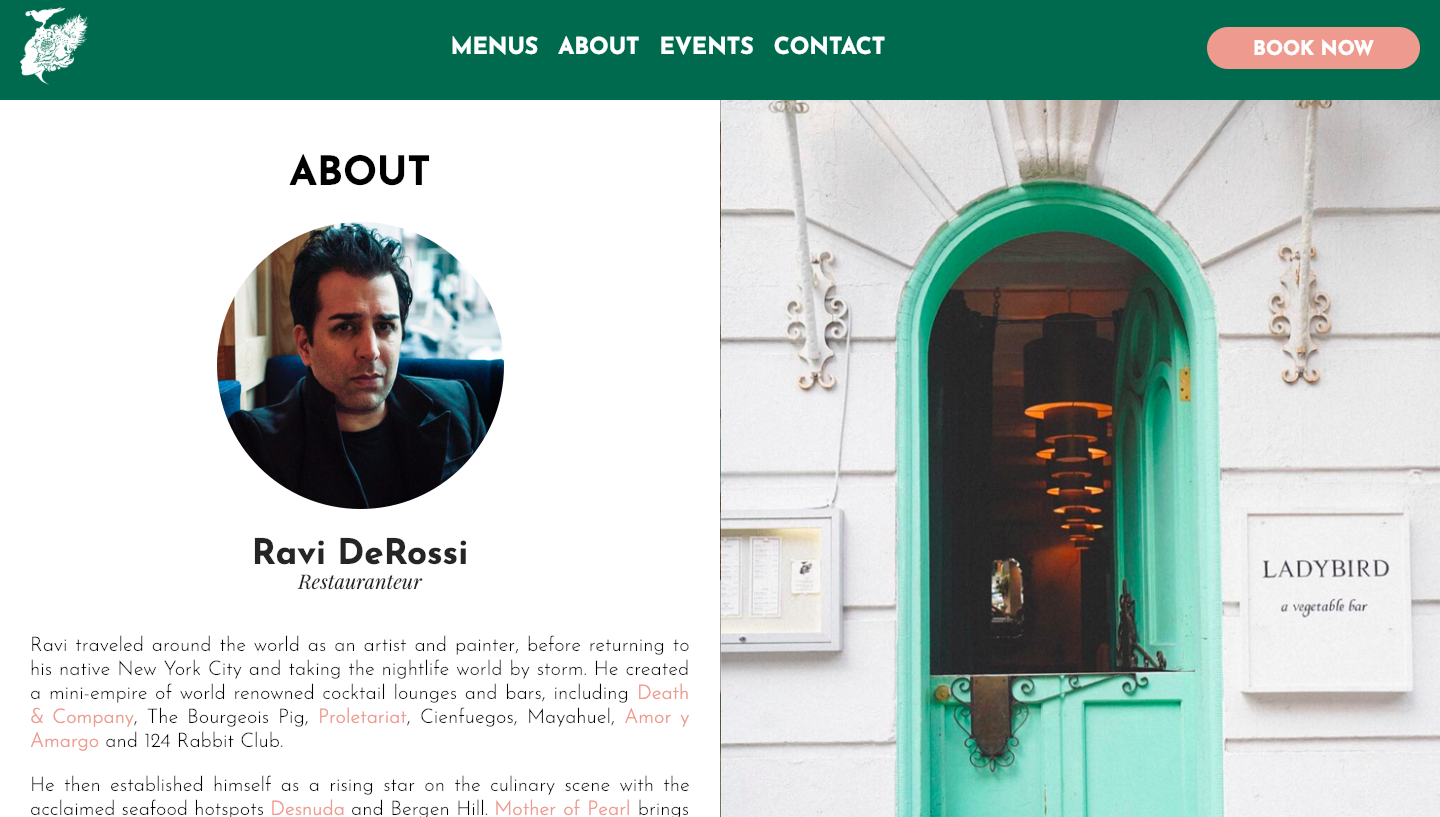 MENUS ABOUT EVENTS CONTACT
BOOK NOW
ABOUT
Ravi DeRossi
Restauranteur
Ravi traveled around the world as an artist and painter, before returning to
his native New York City and taking the nightlife world by storm. He created
a mini-empire of world renowned cocktail lounges and bars, including Death
& Company, The Bourgeois Pig, Proletariat, Cienfuegos, Mayahuel, Amor y
Amargo and 124 Rabbit Club.
He then established himself as a rising star on the culinary scene with the
acclaimed seafood hotspots Desnuda and Bergen Hill. Mother of Pearl brings
LADYBIRD
a vegetable bar